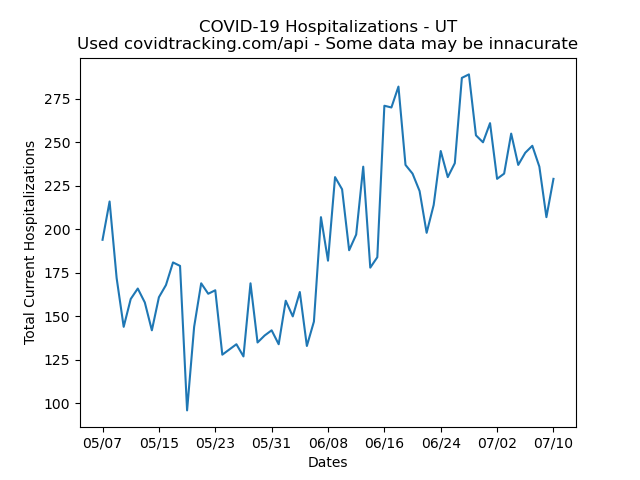 COVID-19 Hospitalizations - UT
Used covidtracking.com/api - Some data may be innacurate
Total Current Hospitalizations
275
250
225
200
175
150
125
100
05/07 05/15 05/23 05/31 06/08 06/16 06/24 07/02 07/10
Dates